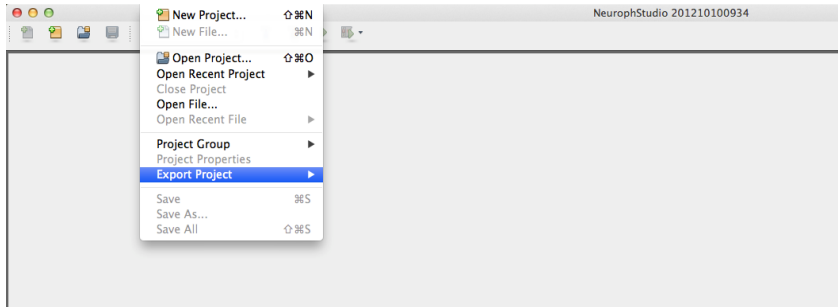 NeurophStudio 201210100934
New Project... ⇧⌘N
New File... ⌘N
Open Project... ⇧⌘O
Open Recent Project ▶
Close Project
Open File...
Open Recent File ▶
Project Group ▶
Project Properties
Export Project ▶
Save ⌘S
Save As...
Save All ⇧⌘S